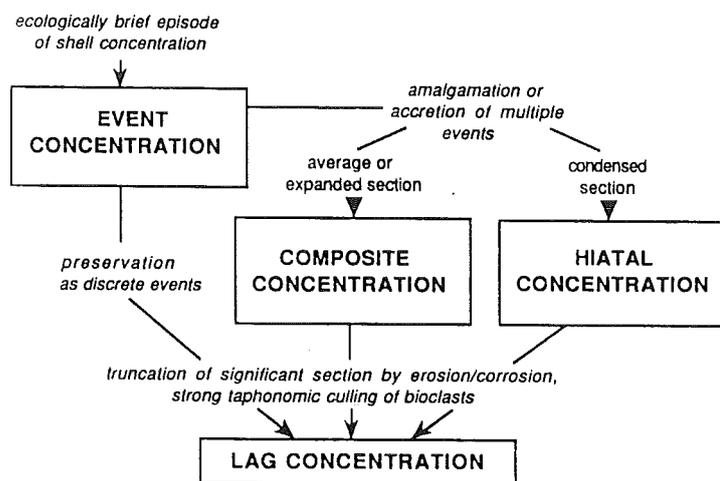 ecologically brief episode
of shell concentration
EVENT
CONCENTRATION
amalgamation or
accretion of multiple
events
average or
expanded section
condensed
section
COMPOSITE
CONCENTRATION
HIATAL
CONCENTRATION
preservation
as discrete events
truncation of significant section by erosion/corrosion,
strong taphonomic culling of bioclasts
LAG CONCENTRATION